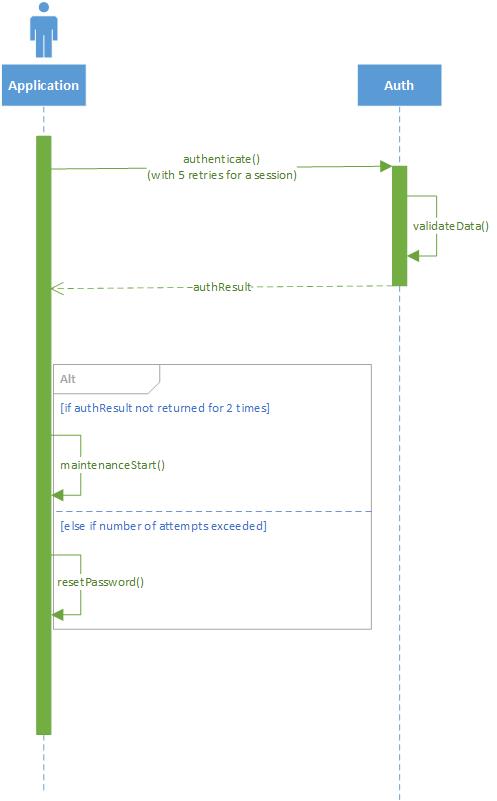 Application
Auth
authenticate()
(with 5 retries for a session)
validateData()
authResult
Alt
[if authResult not returned for 2 times]
maintenanceStart()
[else if number of attempts exceeded]
resetPassword()